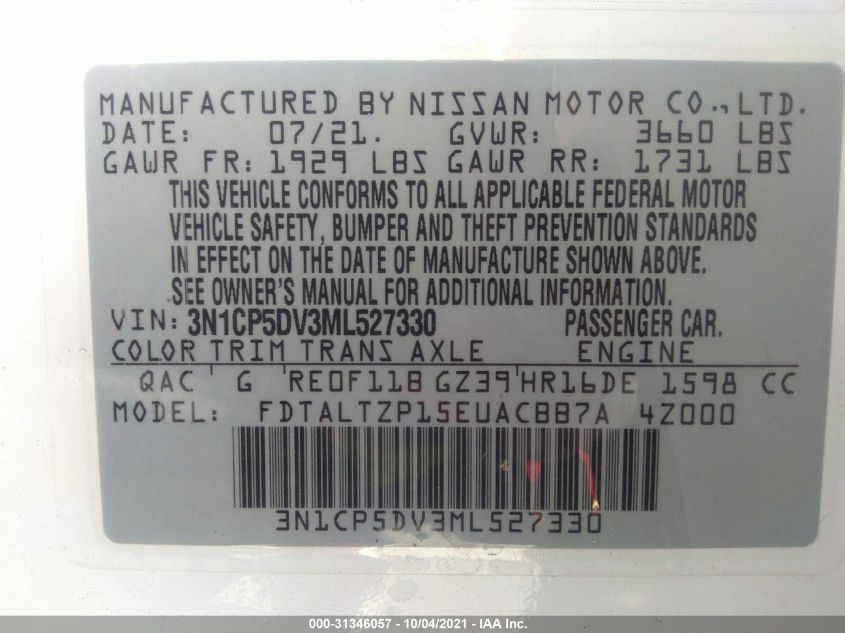 MANUFACTURED BY NISSAN MOTOR CO., LTD.
DATE: 07/21. GVWR: 3660 LBS
GAWR FR: 1929 LBS GAWR RR: 1731 LBS
THIS VEHICLE CONFORMS TO ALL APPLICABLE FEDERAL MOTOR
VEHICLE SAFETY, BUMPER AND THEFT PREVENTION STANDARDS
IN EFFECT ON THE DATE OF MANUFACTURE SHOWN ABOVE.
SEE OWNER'S MANUAL FOR ADDITIONAL INFORMATION.
VIN: 3N1CP5DV3ML527330 PASSENGER CAR.
COLOR TRIM TRANS AXLE ENGINE
QAC G RE0F11B GZ39 HR16DE 1598 CC
MODEL: FDTALTZP15EUACBB7A 4Z000
3N1CP5DV3ML527330
000-31346057 - 10/04/2021 - IAA Inc.